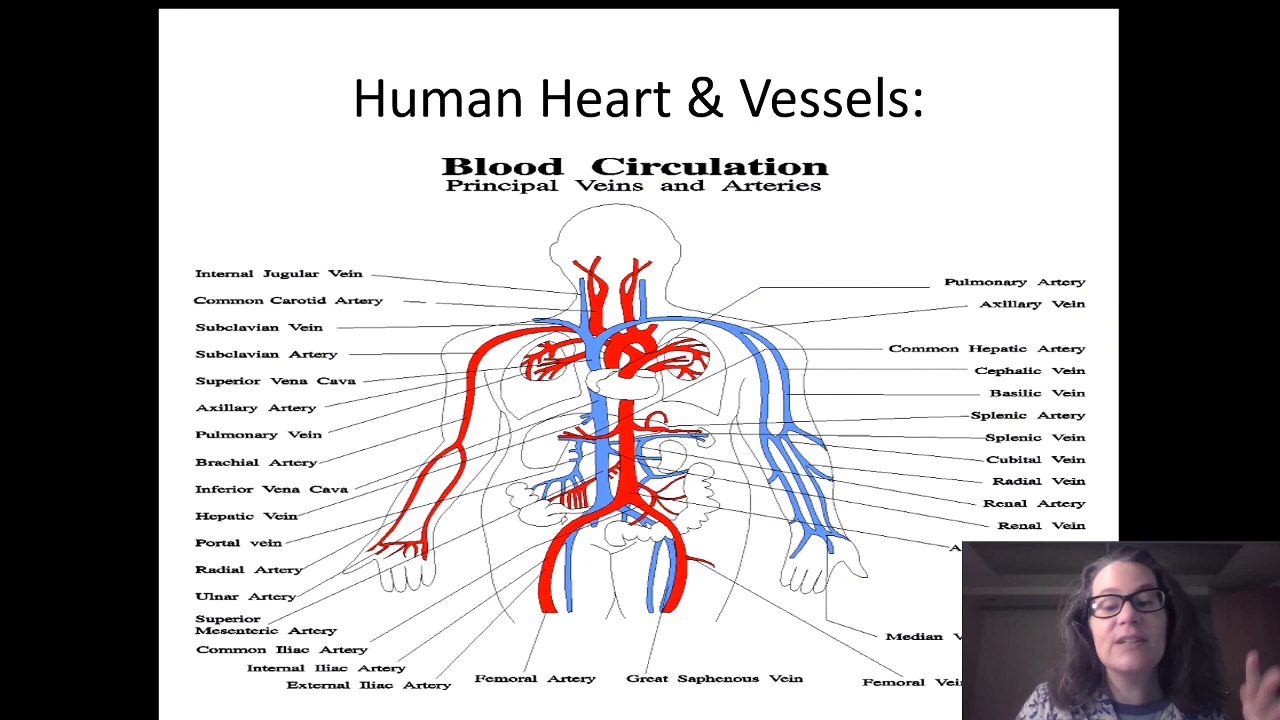 Human Heart & Vessels:
Blood Circulation
Principal Veins and Arteries
Internal Jugular Vein
Common Carotid Artery
Subclavian Vein
Subclavian Artery
Superior Vena Cava
Axillary Artery
Pulmonary Vein
Brachial Artery
Inferior Vena Cava
Hepatic Vein
Portal vein
Radial Artery
Ulnar Artery
Superior
Mesenteric Artery
Common Iliac Artery
Internal Iliac Artery
External Iliac Artery
Femoral Artery
Great Saphenous Vein
Pulmonary Artery
Axillary Vein
Common Hepatic Artery
Cephalic Vein
Basilic Vein
Splenic Artery
Splenic Vein
Cubital Vein
Radial Vein
Renal Artery
Renal Vein
Median
Femoral